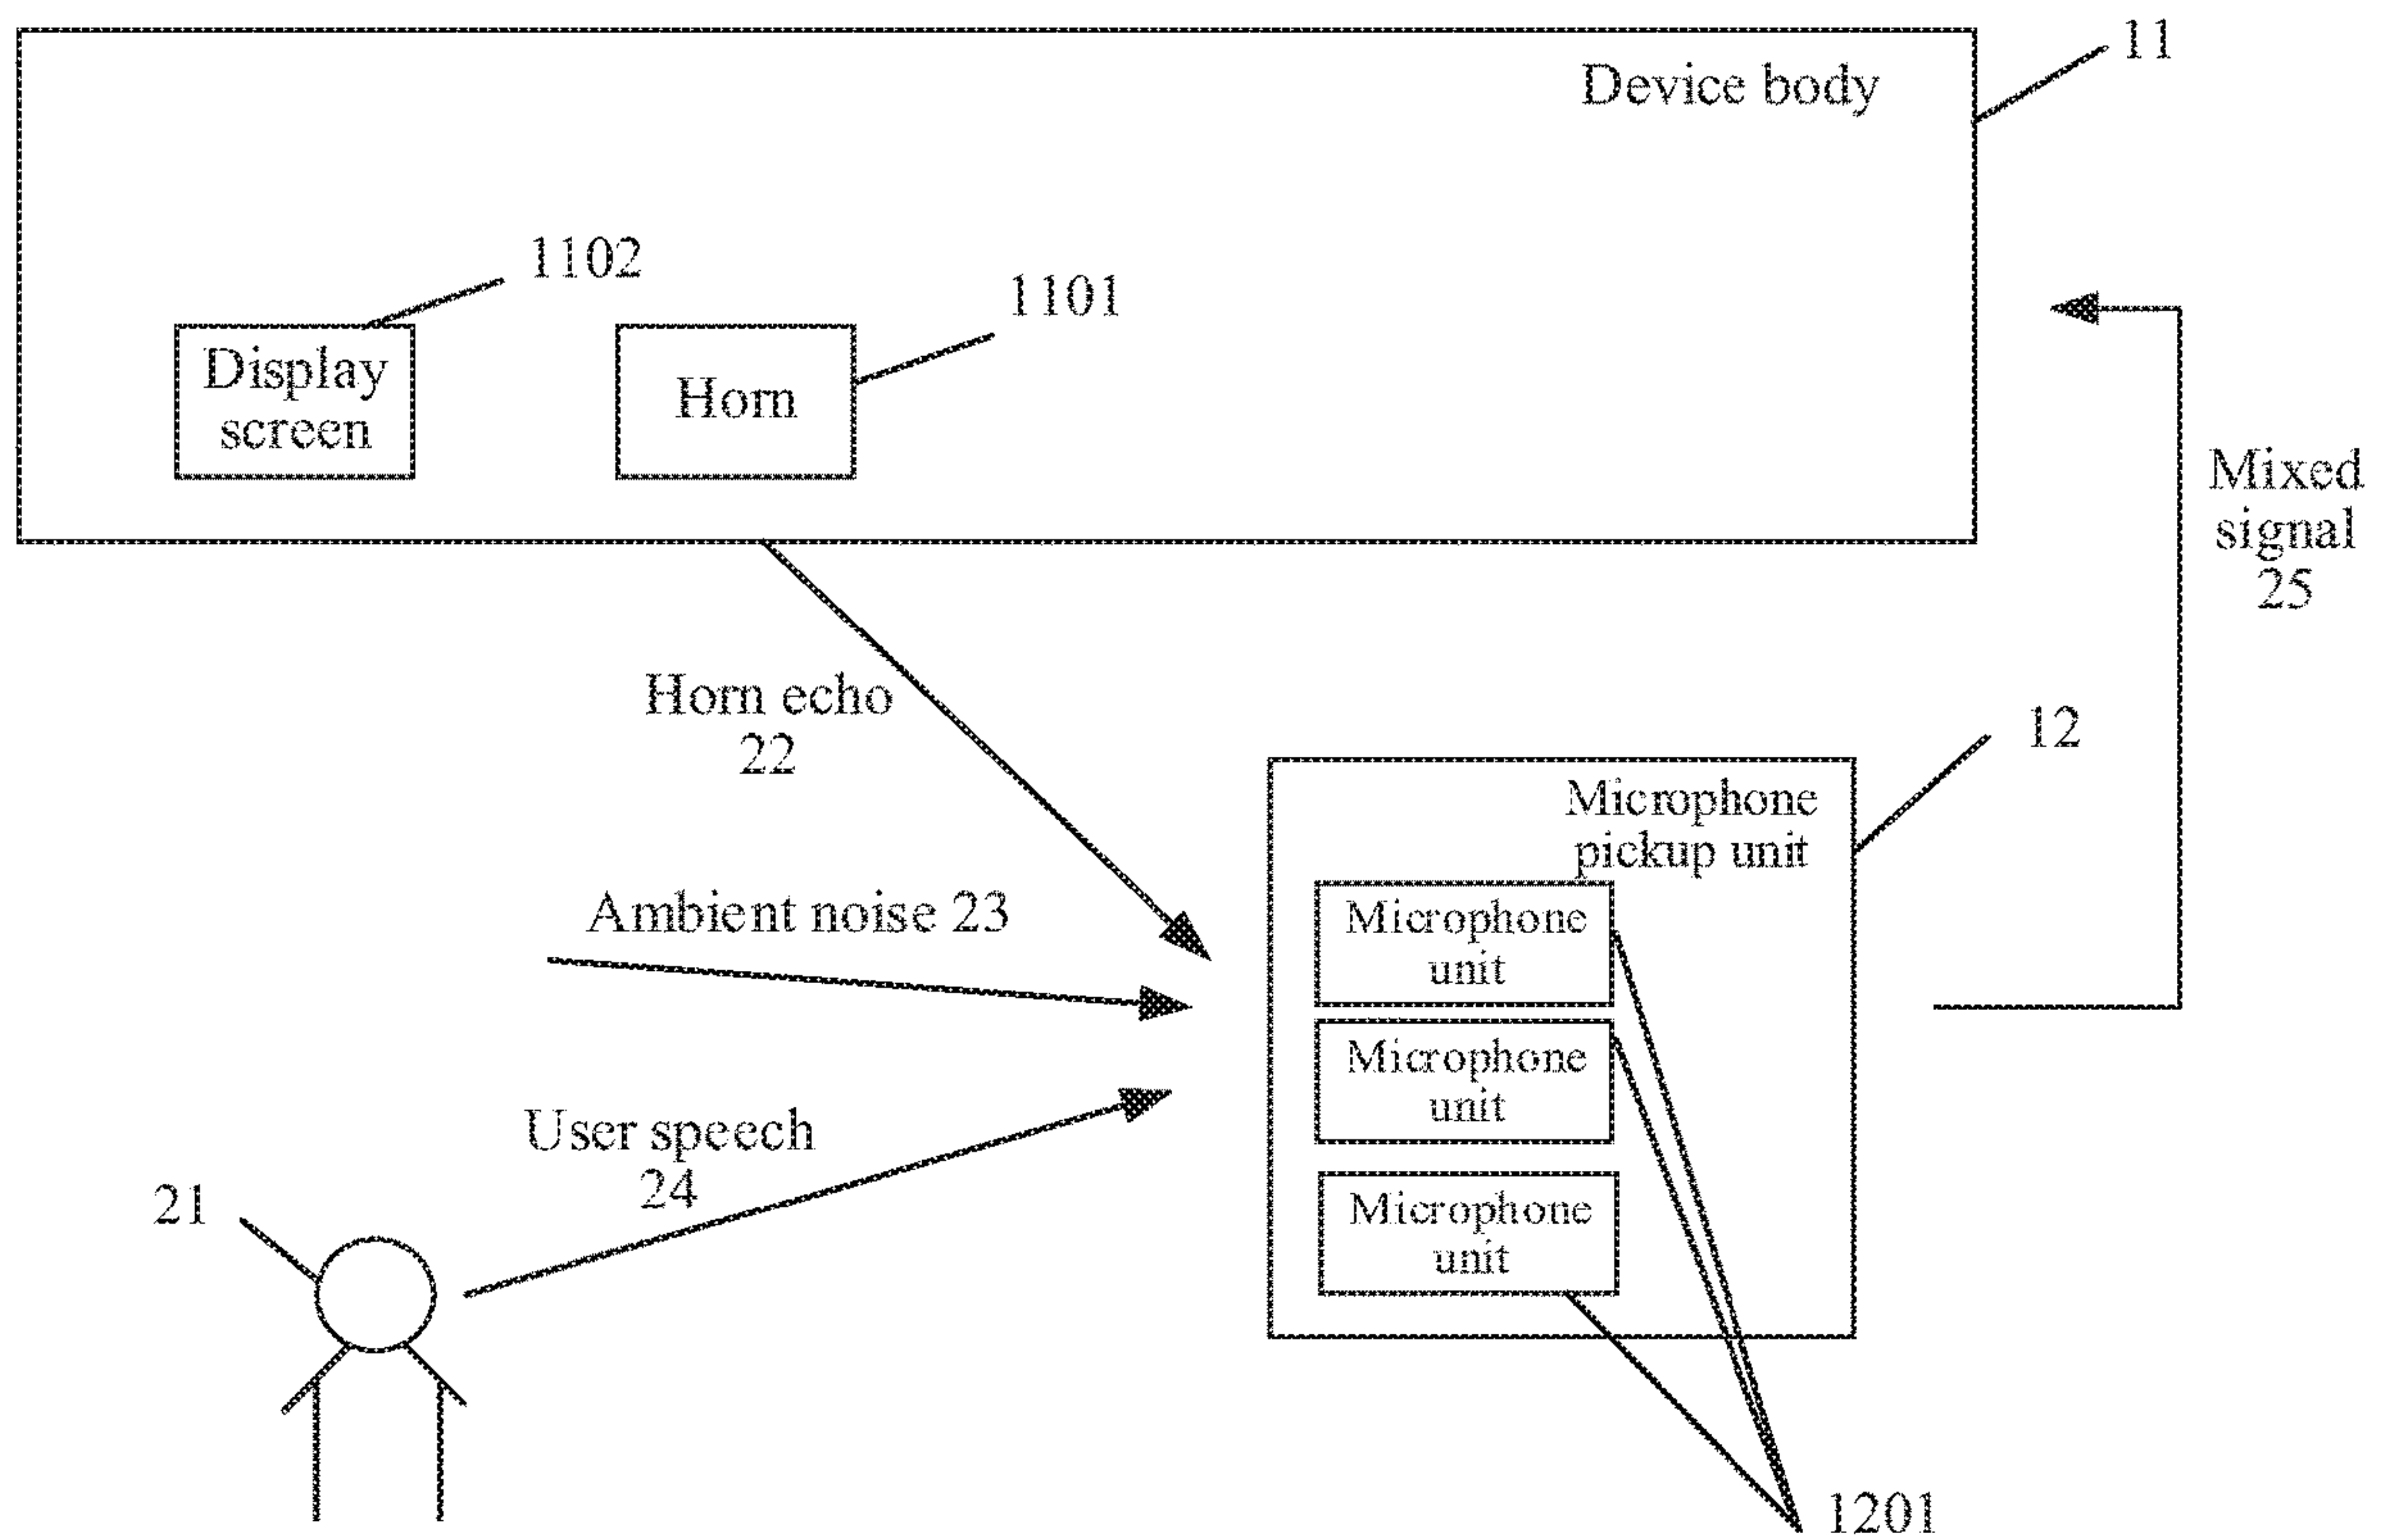 11
Device body
1102
1101
Display
screen
Horn
Mixed
signal
25
Horn echo
22
12
Microphone
pickup unit
Ambient noise 23
Microphone
unit
Microphone
unit
User speech
24
21
Microphone
unit
1201